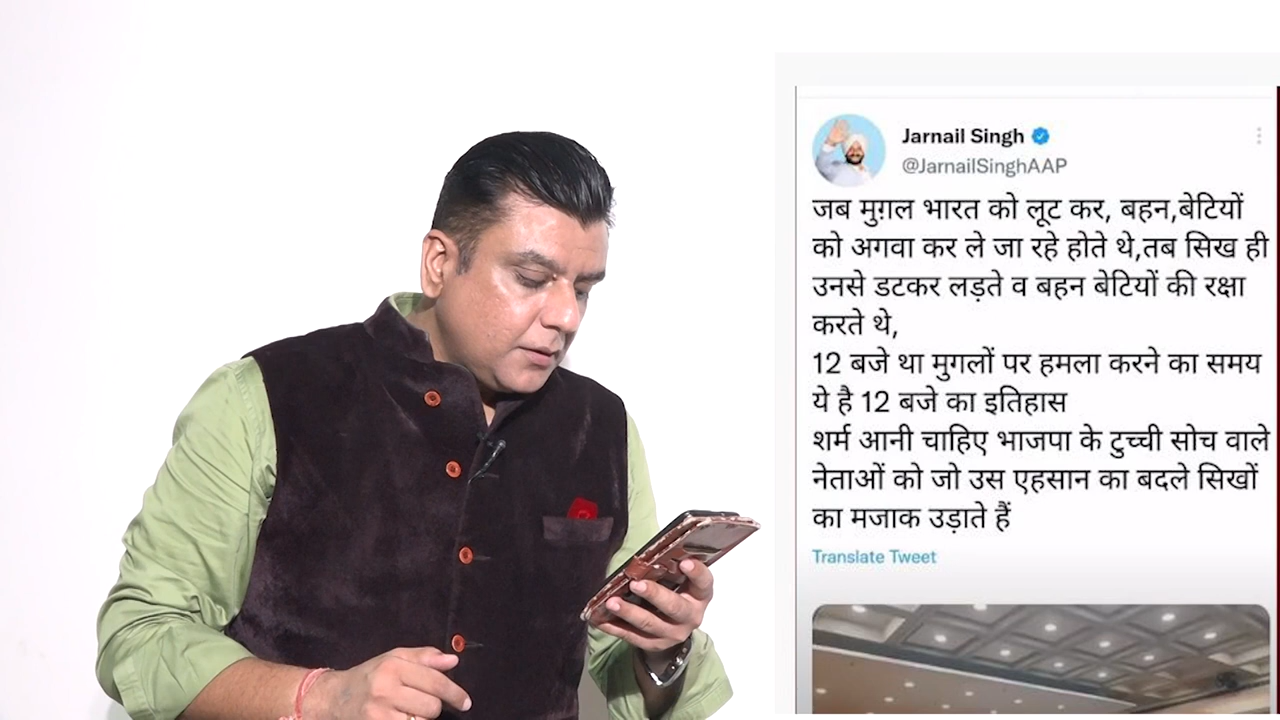 Jarnail Singh
@JarnailSinghAAP
जब मुग़ल भारत को लूट कर, बहन,बेटियों
को अगवा कर ले जा रहे होते थे,तब सिख ही
उनसे डटकर लड़ते व बहन बेटियों की रक्षा
करते थे,
12 बजे था मुगलों पर हमला करने का समय
ये है 12 बजे का इतिहास
शर्म आनी चाहिए भाजपा के टुच्ची सोच वाले
नेताओं को जो उस एहसान का बदले सिखों
का मजाक उड़ाते हैं
Translate Tweet